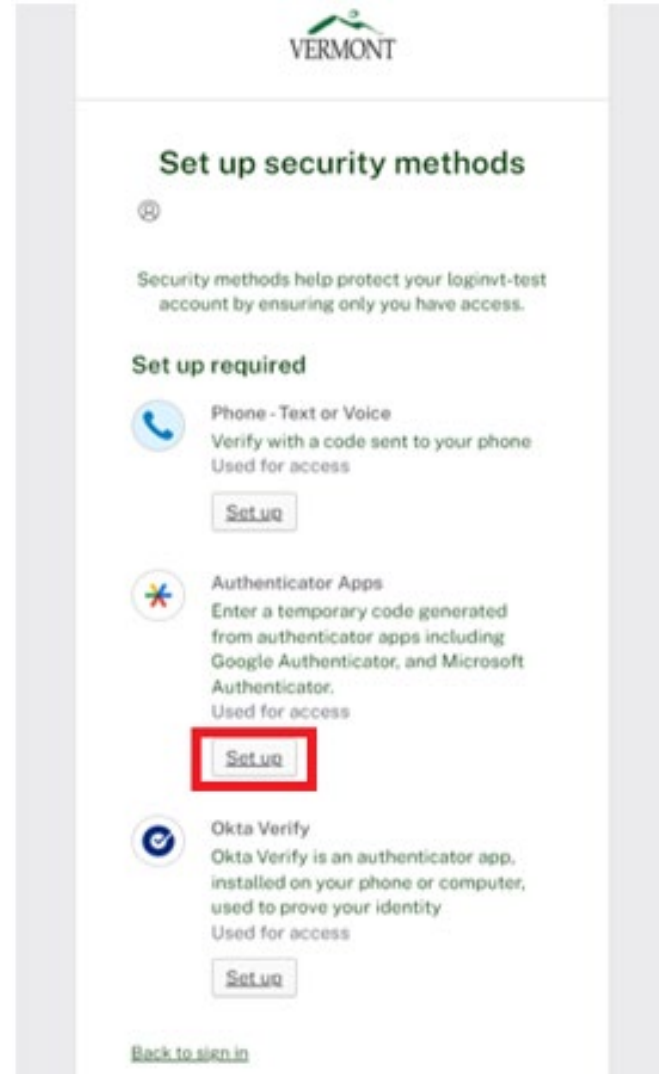 VERMONT
Set up security methods
Security methods help protect your loginvt-test
account by ensuring only you have access.
Set up required
Phone - Text or Voice
Verify with a code sent to your phone
Used for access
Set up
Authenticator Apps
Enter a temporary code generated
from authenticator apps including
Google Authenticator, and Microsoft
Authenticator.
Used for access
Set up
Okta Verify
Okta Verify is an authenticator app,
installed on your phone or computer,
used to prove your identity
Used for access
Set up
Back to sign in